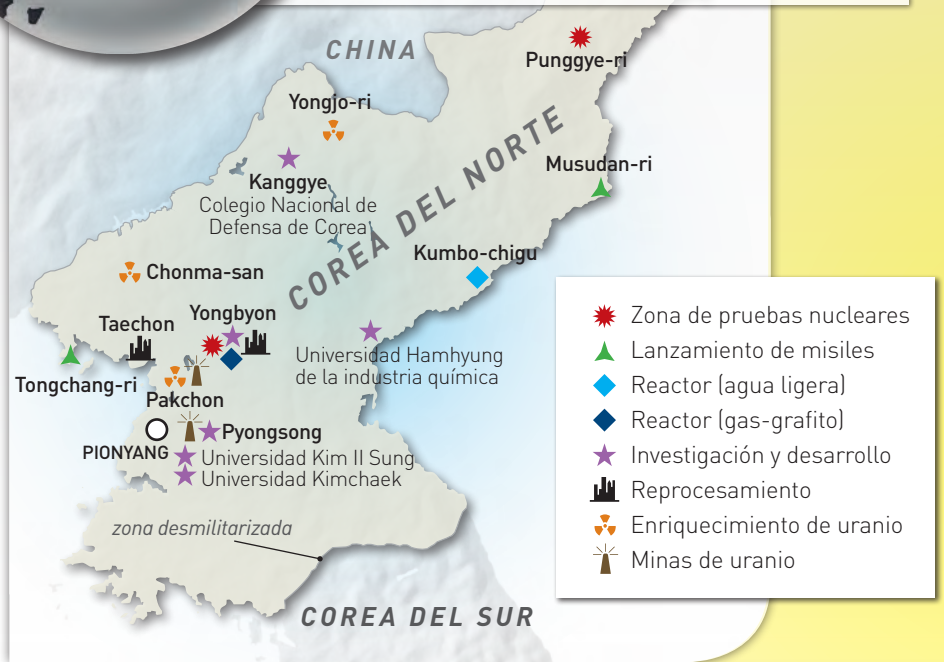 CHINA
Punggye-ri
Yongjo-ri
COREA DEL NORTE
Musudan-ri
Kanggye
Colegio Nacional de
Defensa de Corea
Kumbo-chigu
Chonma-san
Yongbyon
Taechon
Universidad Hamhyung
de la industria química
Tongchang-ri
Pakchon
PIONYANG
Pyongsong
Universidad Kim Il Sung
Universidad Kimchaek
zona desmilitarizada
COREA DEL SUR
Zona de pruebas nucleares
Lanzamiento de misiles
Reactor (agua ligera)
Reactor (gas-grafito)
Investigación y desarrollo
Reprocesamiento
Enriquecimiento de uranio
Minas de uranio